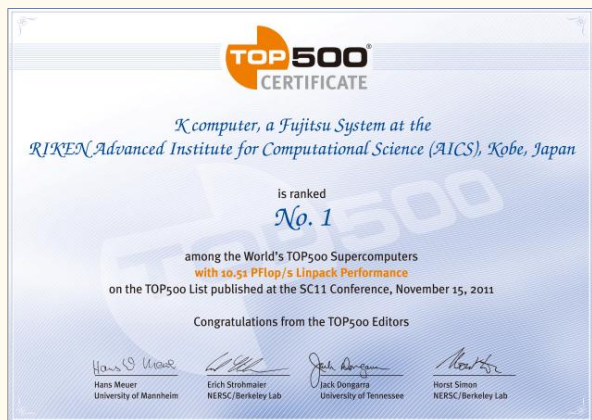 TOP500®
CERTIFICATE
K computer, a Fujitsu System at the
RIKEN Advanced Institute for Computational Science (AICS), Kobe, Japan
is ranked
No. 1
among the World's TOP500 Supercomputers
with 10.51 PFlop/s Linpack Performance
on the TOP500 List published at the SC11 Conference, November 15, 2011
Congratulations from the TOP500 Editors
Hans Meuer
University of Mannheim
Erich Strohmaier
NERSC/Berkeley Lab
Jack Dongarra
University of Tennessee
Horst Simon
NERSC/Berkeley Lab
TOP500